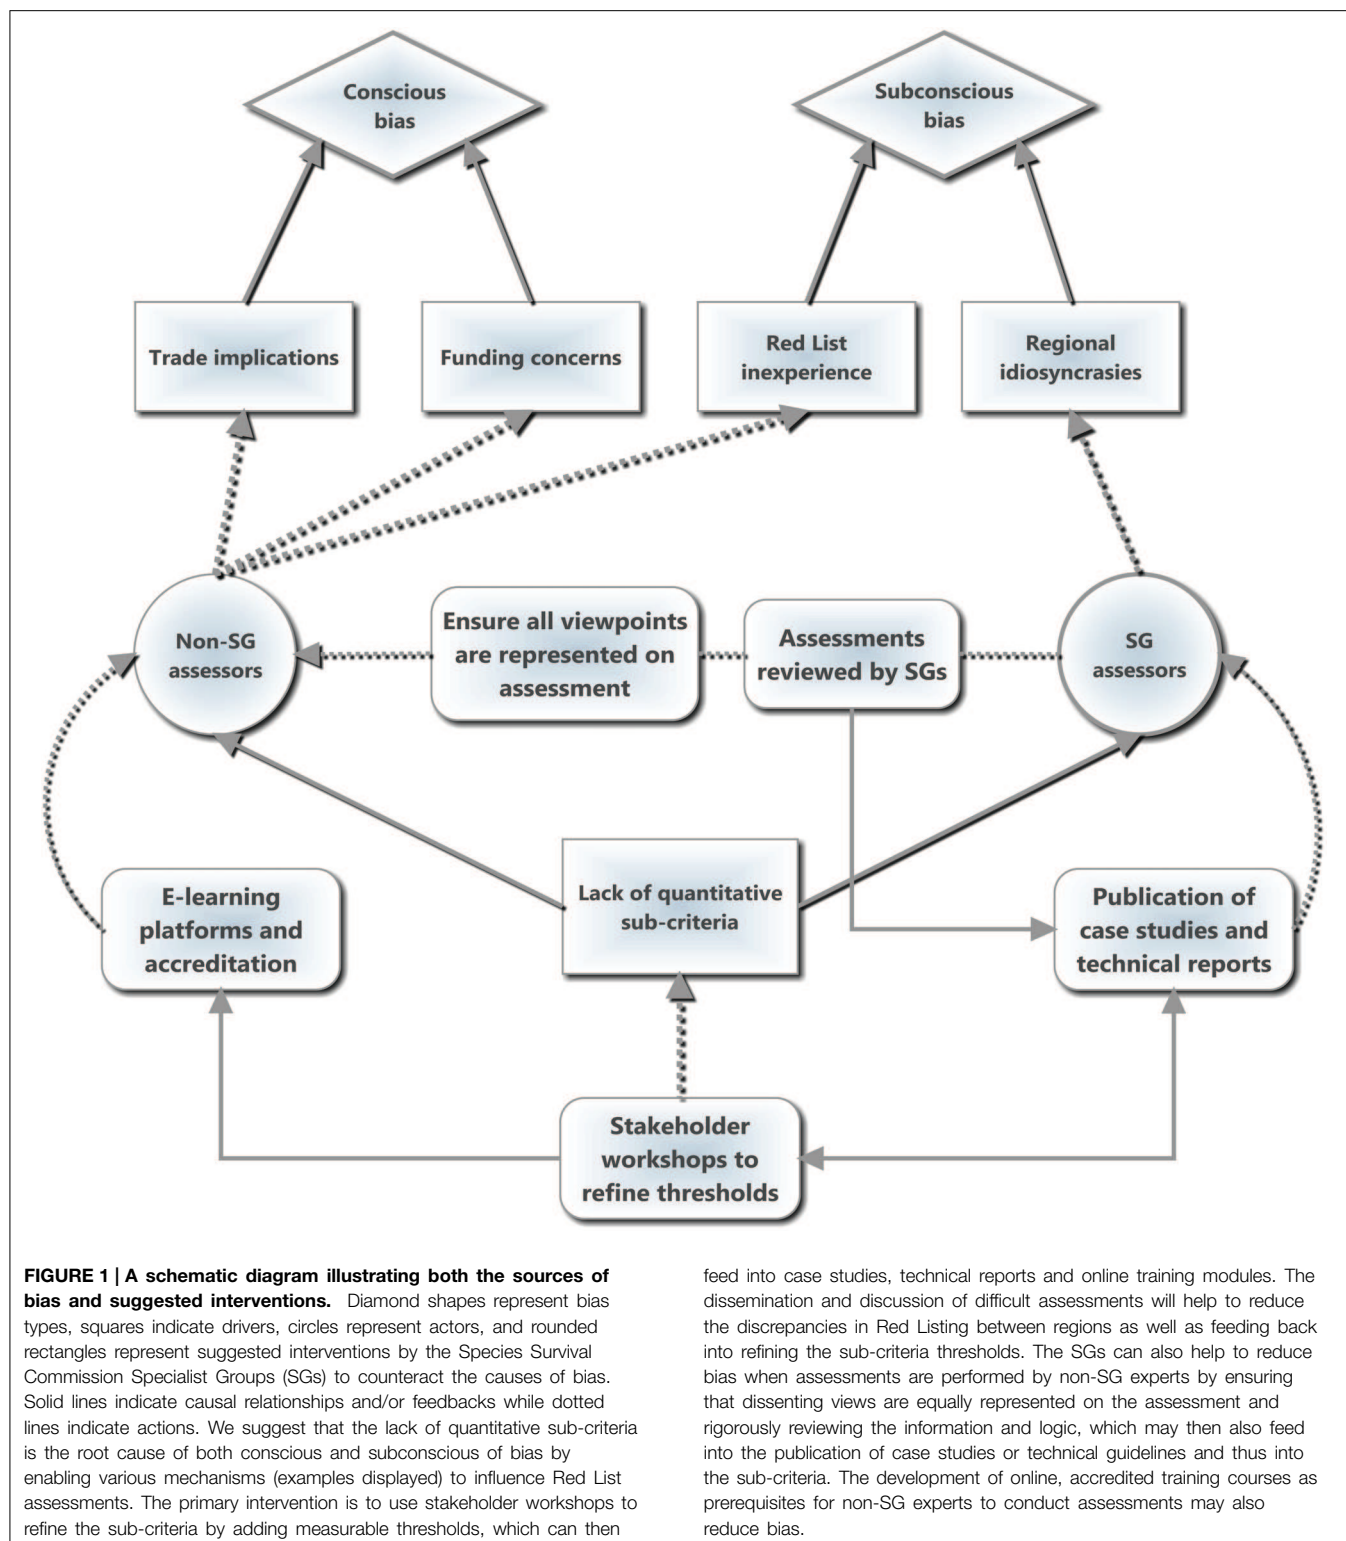 Conscious
bias
Subconscious
bias
Trade implications
Funding concerns
Red List
inexperience
Regional
idiosyncrasies
Non-SG
assessors
Ensure all viewpoints
are represented on
assessment
Assessments
reviewed by SGs
SG
assessors
E-learning
platforms and
accreditation
Lack of quantitative
sub-criteria
Publication of
case studies and
technical reports
Stakeholder
workshops to
refine thresholds
FIGURE 1 | A schematic diagram illustrating both the sources of
bias and suggested interventions. Diamond shapes represent bias
types, squares indicate drivers, circles represent actors, and rounded
rectangles represent suggested interventions by the Species Survival
Commission Specialist Groups (SGs) to counteract the causes of bias.
Solid lines indicate causal relationships and/or feedbacks while dotted
lines indicate actions. We suggest that the lack of quantitative sub-criteria
is the root cause of both conscious and subconscious of bias by
enabling various mechanisms (examples displayed) to influence Red List
assessments. The primary intervention is to use stakeholder workshops to
refine the sub-criteria by adding measurable thresholds, which can then
feed into case studies, technical reports and online training modules. The
dissemination and discussion of difficult assessments will help to reduce
the discrepancies in Red Listing between regions as well as feeding back
into refining the sub-criteria thresholds. The SGs can also help to reduce
bias when assessments are performed by non-SG experts by ensuring
that dissenting views are equally represented on the assessment and
rigorously reviewing the information and logic, which may then also feed
into the publication of case studies or technical guidelines and thus into
the sub-criteria. The development of online, accredited training courses as
prerequisites for non-SG experts to conduct assessments may also
reduce bias.